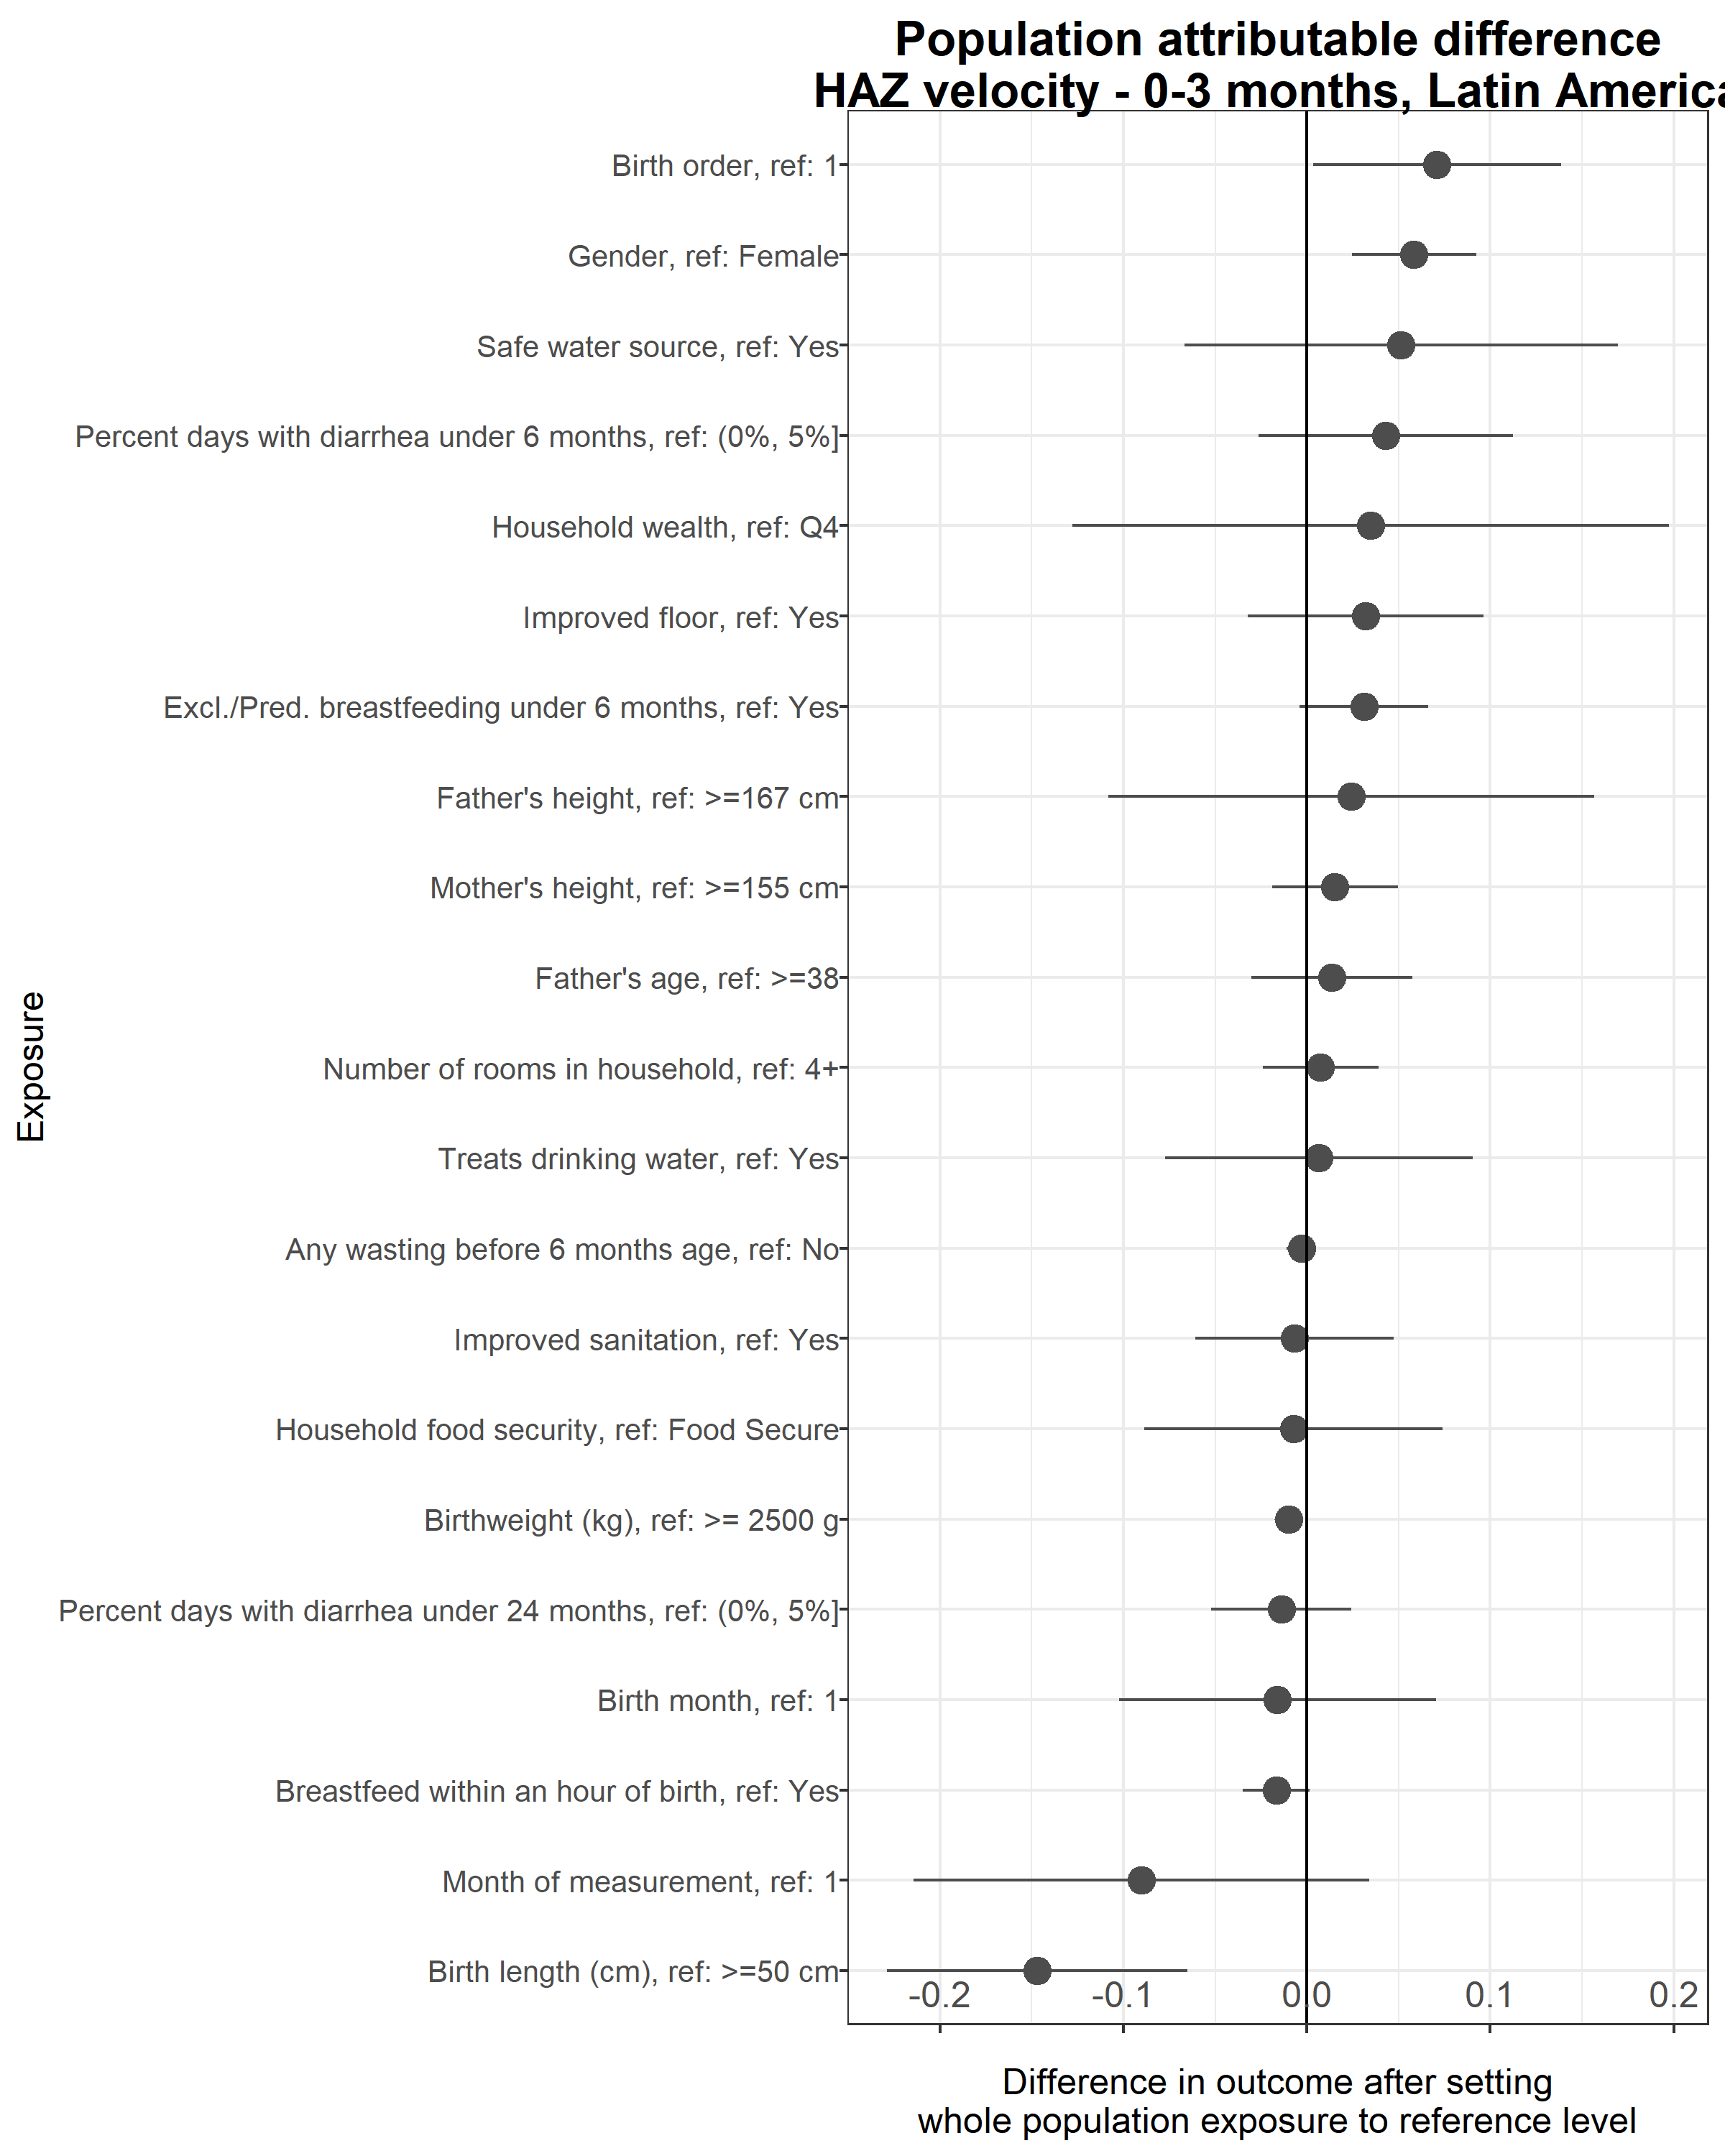 Population attributable difference
HAZ velocity - 0-3 months, Latin America
Exposure
Birth order, ref: 1
Gender, ref: Female
Safe water source, ref: Yes
Percent days with diarrhea under 6 months, ref: (0%, 5%]
Household wealth, ref: Q4
Improved floor, ref: Yes
Excl./Pred. breastfeeding under 6 months, ref: Yes
Father's height, ref: >=167 cm
Mother's height, ref: >=155 cm
Father's age, ref: >=38
Number of rooms in household, ref: 4+
Treats drinking water, ref: Yes
Any wasting before 6 months age, ref: No
Improved sanitation, ref: Yes
Household food security, ref: Food Secure
Birthweight (kg), ref: >= 2500 g
Percent days with diarrhea under 24 months, ref: (0%, 5%]
Birth month, ref: 1
Breastfeed within an hour of birth, ref: Yes
Month of measurement, ref: 1
Birth length (cm), ref: >=50 cm
-0.2 -0.1 0.0 0.1 0.2
Difference in outcome after setting
whole population exposure to reference level